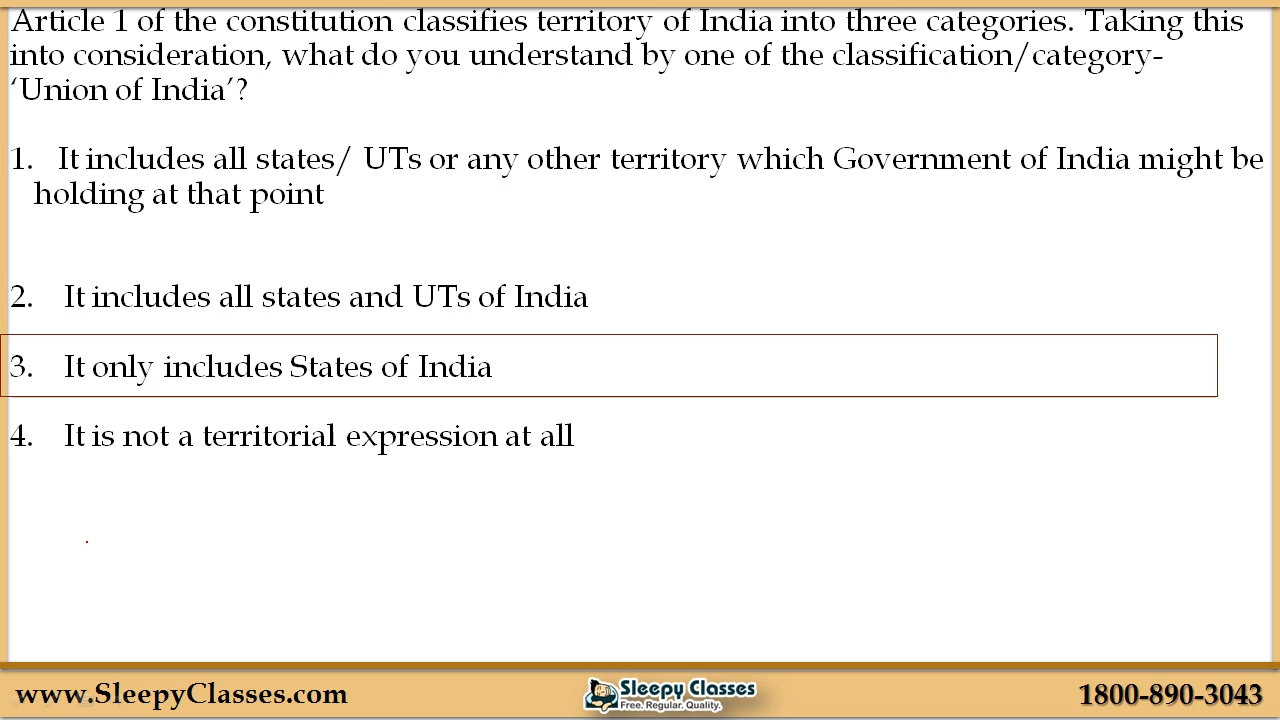 Article 1 of the constitution classifies territory of India into three categories. Taking this
into consideration, what do you understand by one of the classification/category-
‘Union of India’?
1. It includes all states/ UTs or any other territory which Government of India might be
holding at that point
2. It includes all states and UTs of India
3. It only includes States of India
4. It is not a territorial expression at all
www.SleepyClasses.com
Sleepy Classes
Free. Regular. Quality.
1800-890-3043